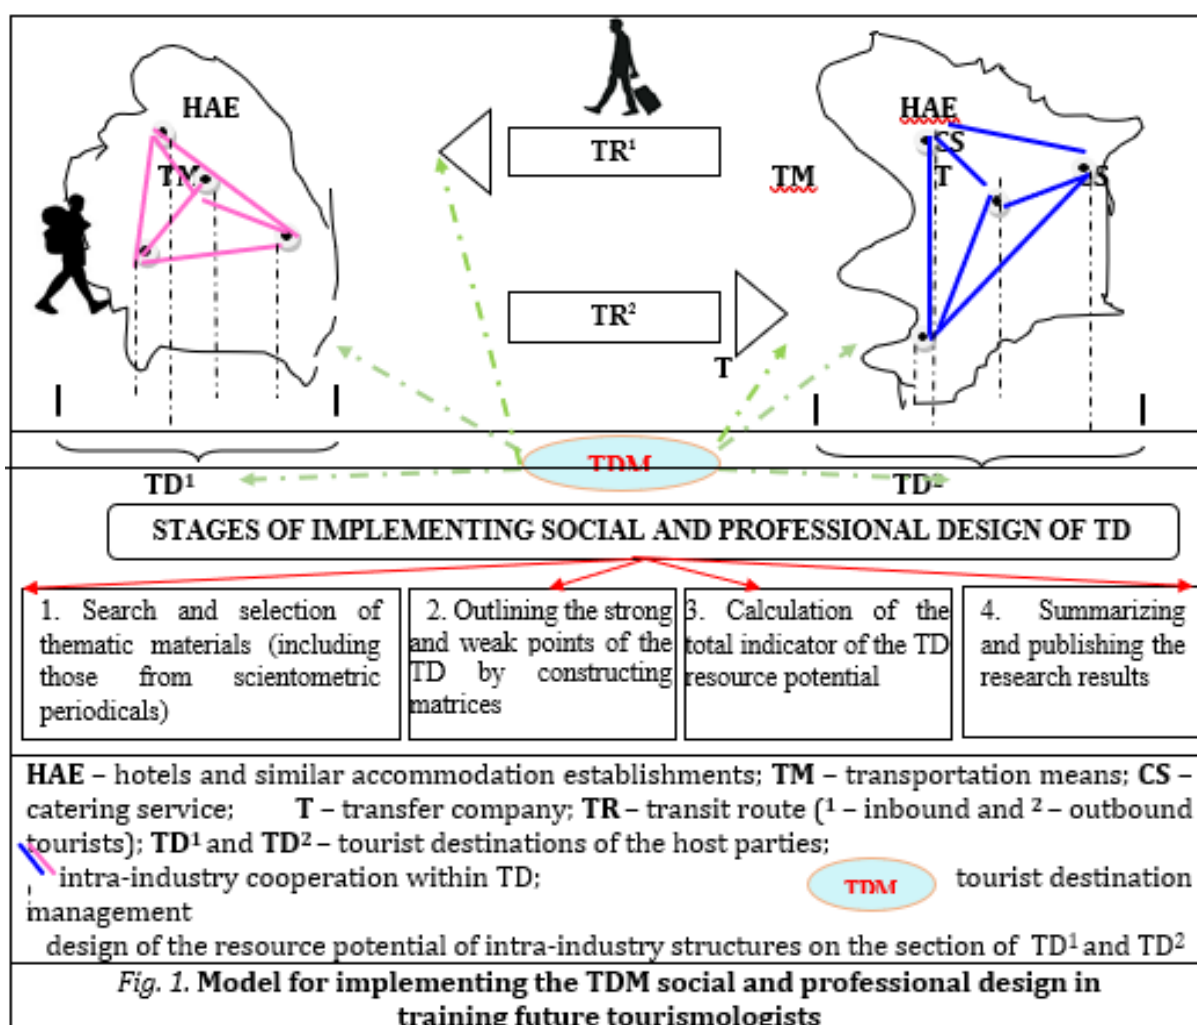 HAE
TM
TR¹
TM
HAE
CS
T
CS
TR²
T
TDM
TD¹
TD²
STAGES OF IMPLEMENTING SOCIAL AND PROFESSIONAL DESIGN OF TD
1. Search and selection of
thematic materials (including
those from scientometric
periodicals)
2. Outlining the strong
and weak points of the
TD by constructing
matrices
3. Calculation of the
total indicator of the TD
resource potential
4. Summarizing
and publishing the
research results
HAE – hotels and similar accommodation establishments; TM – transportation means; CS –
catering service; T – transfer company; TR – transit route (¹ – inbound and ² – outbound
tourists); TD¹ and TD² – tourist destinations of the host parties;
intra-industry cooperation within TD; TDM tourist destination
management
design of the resource potential of intra-industry structures on the section of TD¹ and TD²
Fig. 1. Model for implementing the TDM social and professional design in
training future tourismologists